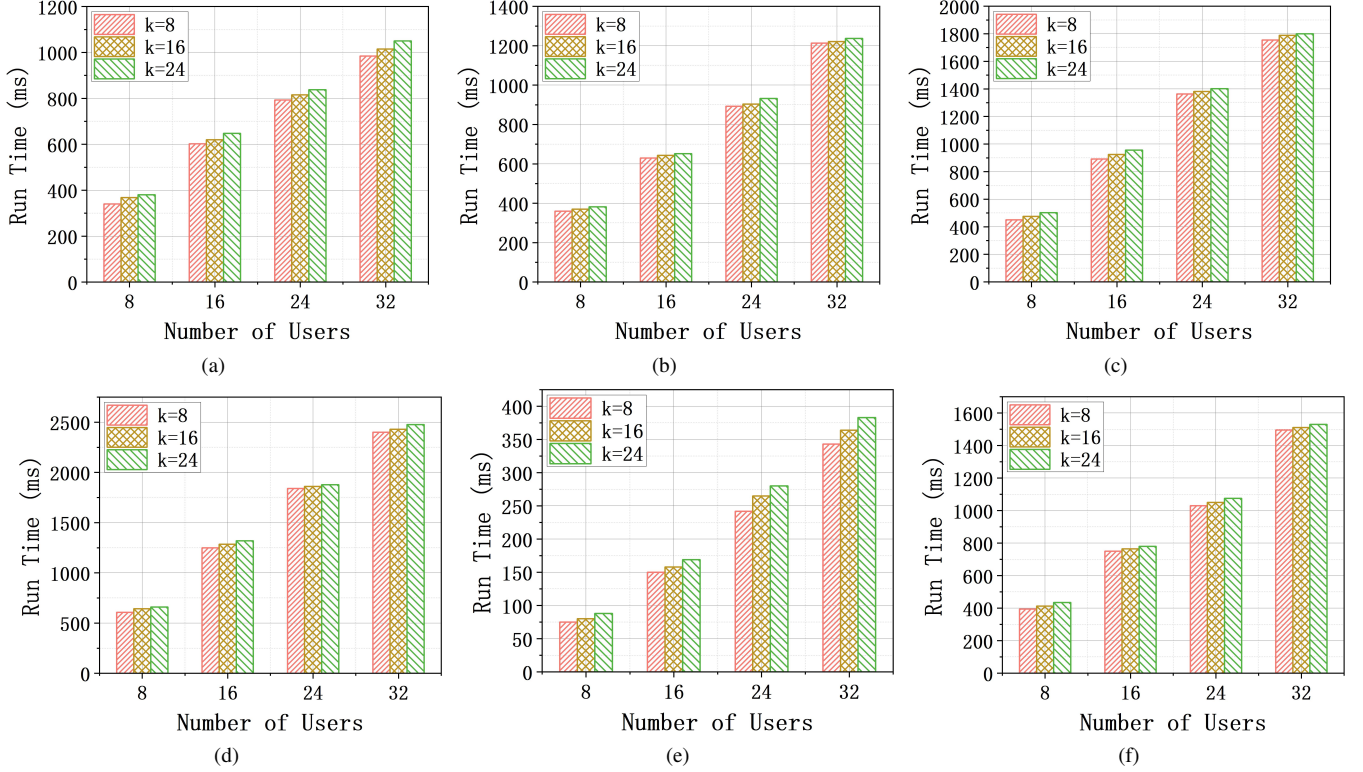 1200
1000
800
600
400
200
0
Run Time (ms)
k=8
k=16
k=24
8 16 24 32
Number of Users
(a)
1400
1200
1000
800
600
400
200
0
Run Time (ms)
k=8
k=16
k=24
8 16 24 32
Number of Users
(b)
2000
1800
1600
1400
1200
1000
800
600
400
200
0
Run Time (ms)
k=8
k=16
k=24
8 16 24 32
Number of Users
(c)
2500
2000
1500
1000
500
0
Run Time (ms)
k=8
k=16
k=24
8 16 24 32
Number of Users
(d)
400
350
300
250
200
150
100
50
0
Run Time (ms)
k=8
k=16
k=24
8 16 24 32
Number of Users
(e)
1600
1400
1200
1000
800
600
400
200
0
Run Time (ms)
k=8
k=16
k=24
8 16 24 32
Number of Users
(f)